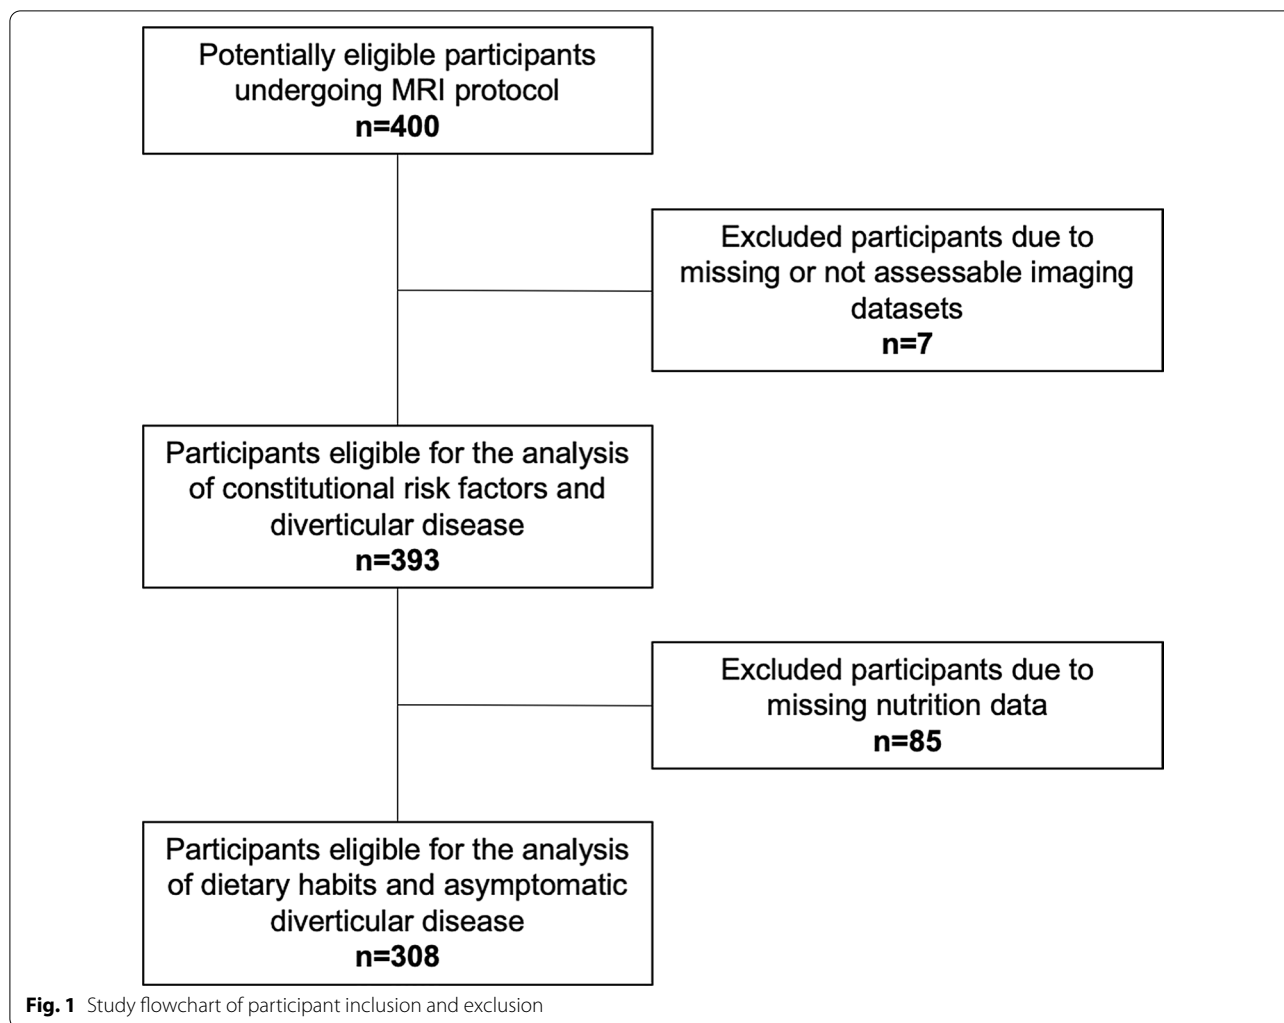 Potentially eligible participants
undergoing MRI protocol
n=400
Excluded participants due to
missing or not assessable imaging
datasets
n=7
Participants eligible for the analysis
of constitutional risk factors and
diverticular disease
n=393
Excluded participants due to
missing nutrition data
n=85
Participants eligible for the analysis
of dietary habits and asymptomatic
diverticular disease
n=308
Fig. 1 Study flowchart of participant inclusion and exclusion